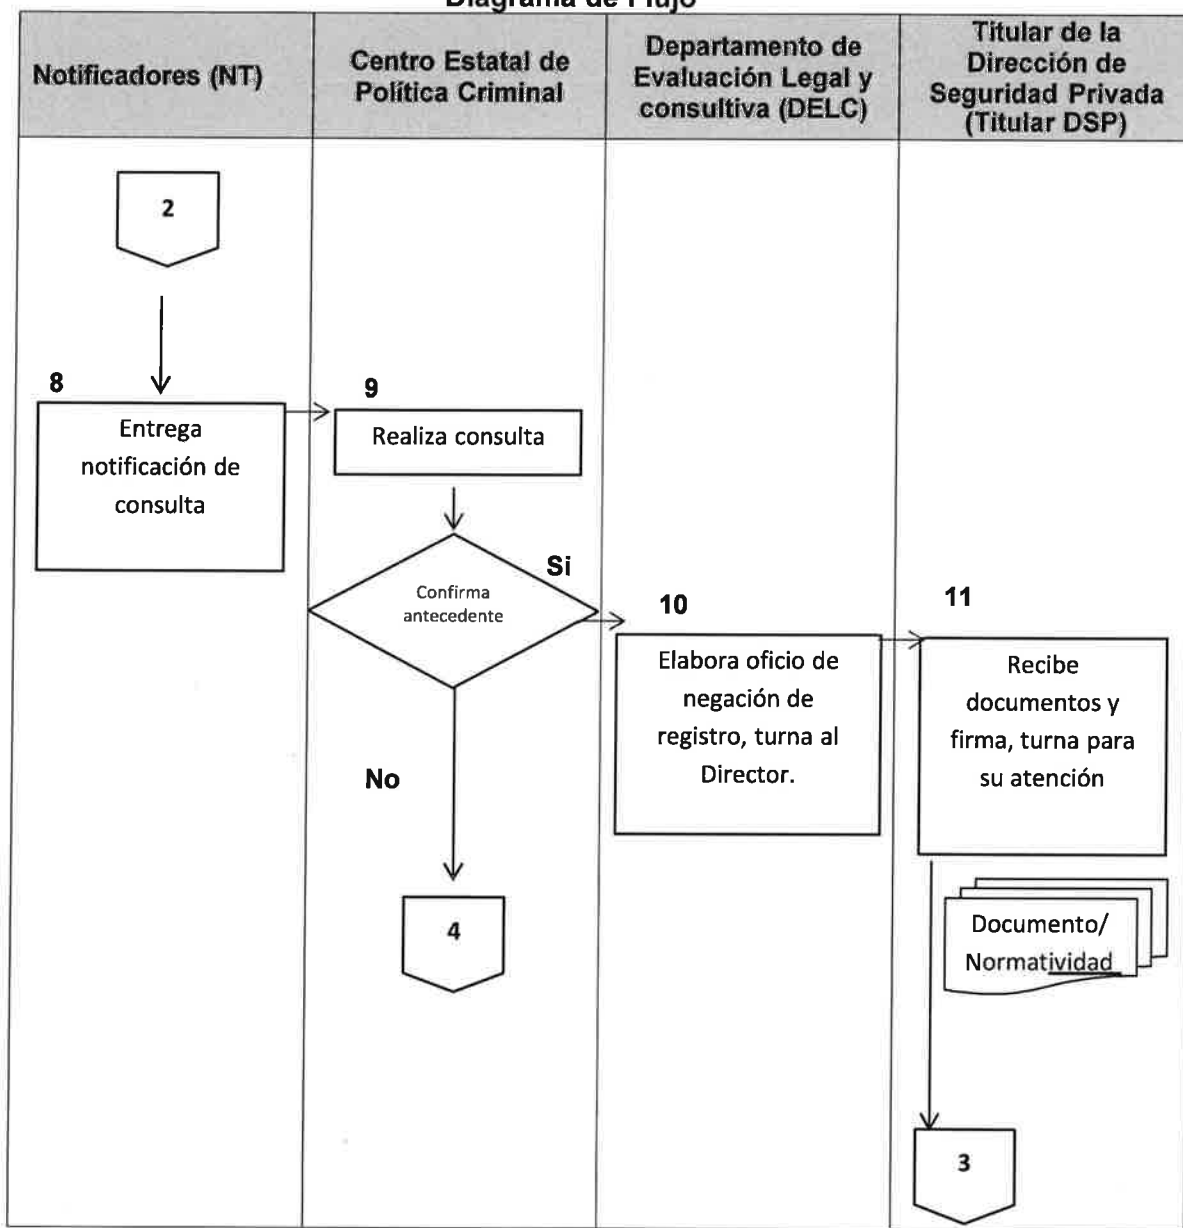 Diagrama de Flujo
Notificadores (NT)
Centro Estatal de
Política Criminal
Departamento de
Evaluación Legal y
consultiva (DELC)
Titular de la
Dirección de
Seguridad Privada
(Titular DSP)
2
8
Entrega
notificación de
consulta
9
Realiza consulta
Confirma
antecedente
Si
No
4
10
Elabora oficio de
negación de
registro, turna al
Director.
11
Recibe
documentos y
firma, turna para
su atención
Documento/
Normatividad
3